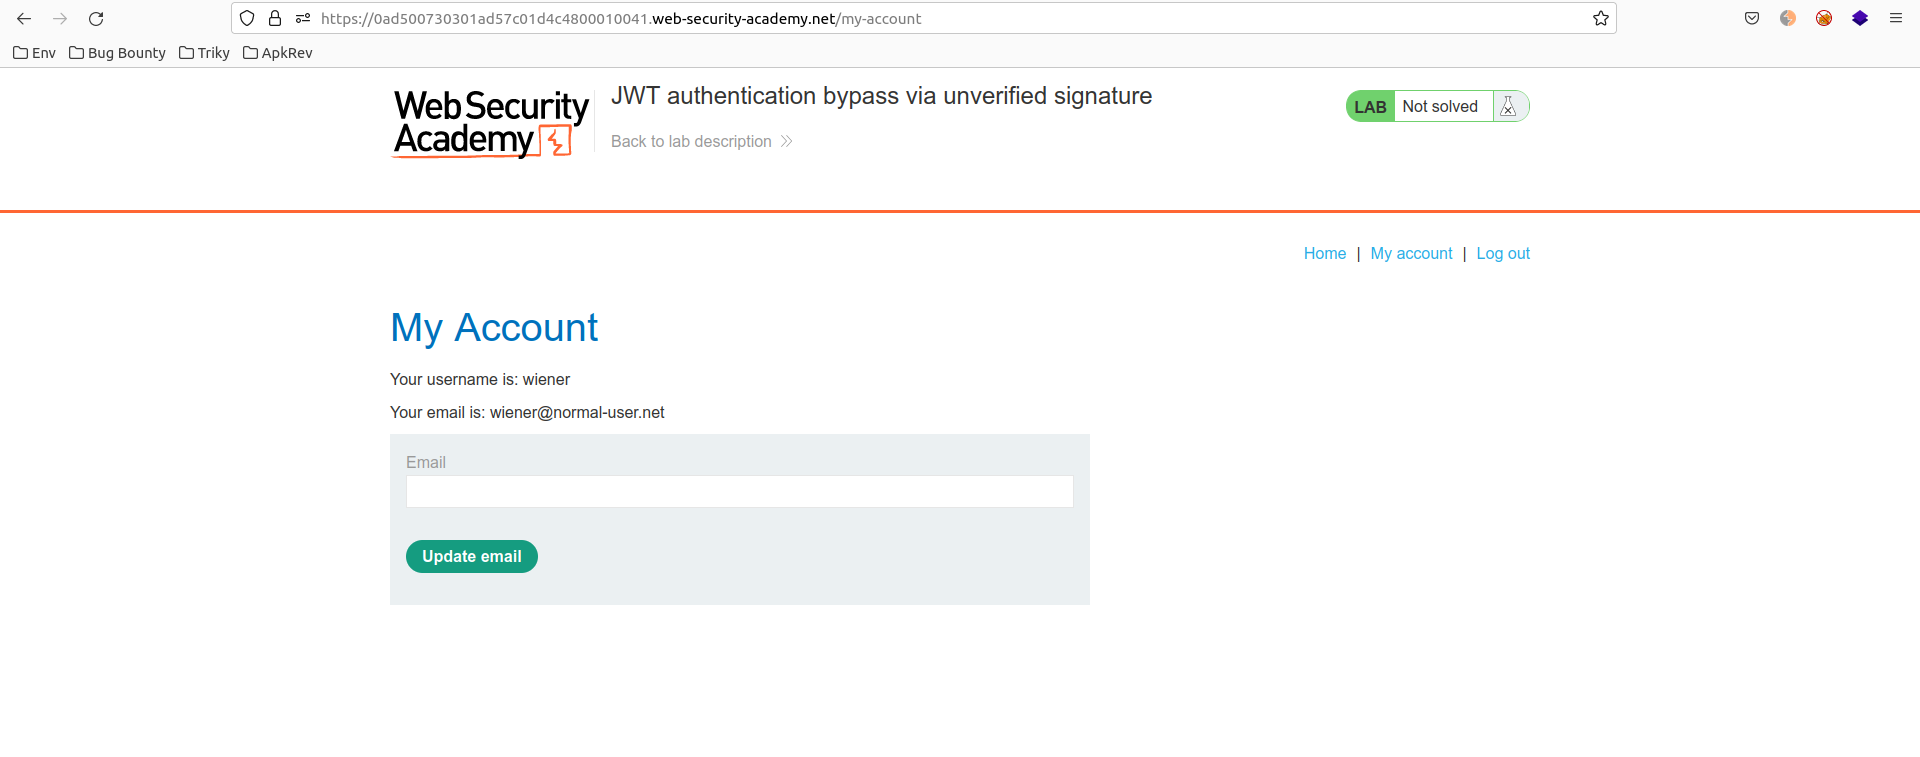 https://0ad500730301ad57c01d4c4800010041.web-security-academy.net/my-account
Env Bug Bounty Triky ApkRev
WebSecurity
Academy
JWT authentication bypass via unverified signature
Back to lab description
LAB Not solved
Home | My account | Log out
My Account
Your username is: wiener
Your email is: wiener@normal-user.net
Email
Update email